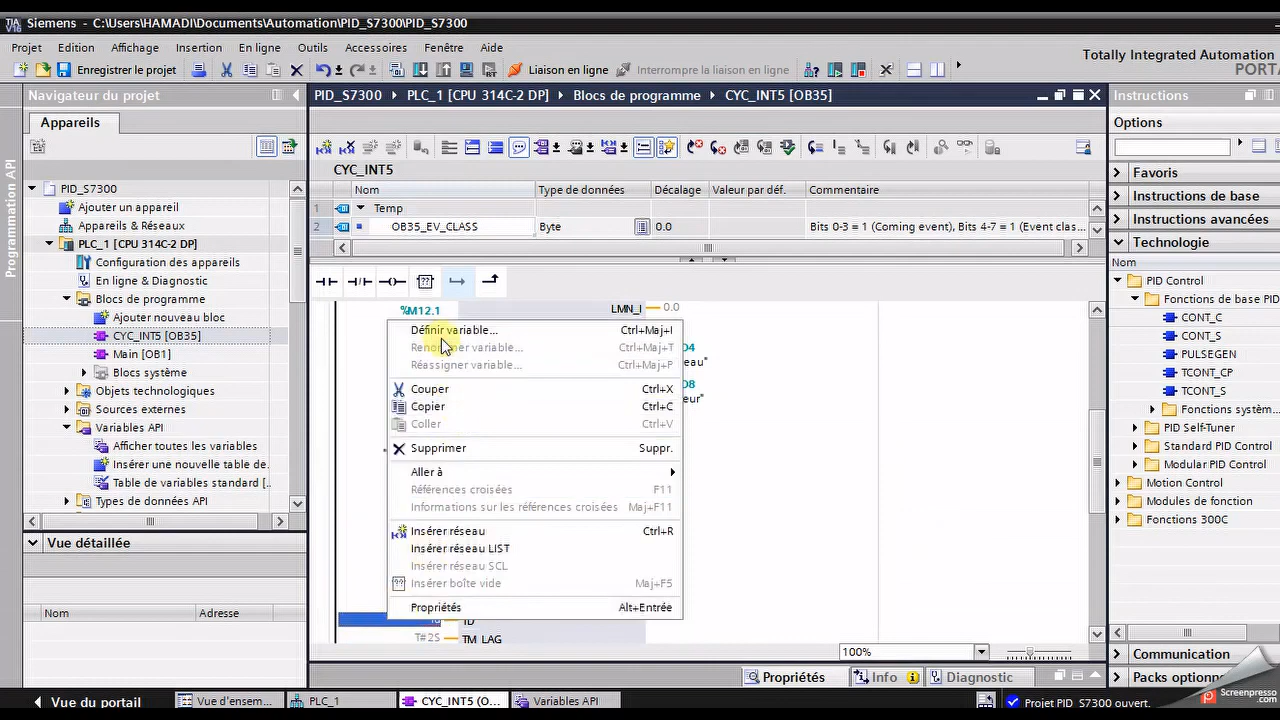 TIA V16 Siemens - C:\Users\HAMADI\Documents\Automation\PID_S7300\PID_S7300
Projet Edition Affichage Insertion En ligne Outils Accessoires Fenêtre Aide
Totally Integrated Automation
PORTA
Enregistrer le projet Liaison en ligne Interrompre la liaison en ligne
Navigateur du projet
PID_S7300 PLC_1 [CPU 314C-2 DP] Blocs de programme CYC_INT5 [OB35]
Instructions
Appareils
Options
Programmation API
CYC_INT5
Nom Type de données Décalage Valeur par déf. Commentaire
1 Temp
2 OB35_EV_CLASS Byte 0.0 Bits 0-3 = 1 (Coming event), Bits 4-7 = 1 (Event clas...
PID_S7300
Ajouter un appareil
Appareils & Réseaux
PLC_1 [CPU 314C-2 DP]
Configuration des appareils
En ligne & Diagnostic
Blocs de programme
Ajouter nouveau bloc
CYC_INT5 [OB35]
Main [OB1]
Blocs système
Objets technologiques
Sources externes
Variables API
Afficher toutes les variables
Insérer une nouvelle table de.
Table de variables standard [..
Types de données API
Vue détaillée
Nom Adresse
%M12.1 LMN_I 0.0
D4
eau"
D8
eur"
Définir variable... Ctrl+Maj+I
Renommer variable... Ctrl+Maj+T
Réassigner variable... Ctrl+Maj+P
Couper Ctrl+X
Copier Ctrl+C
Coller Ctrl+V
Supprimer Suppr.
Aller à
Références croisées F11
Informations sur les références croisées Maj+F11
Insérer réseau Ctrl+R
Insérer réseau LIST
Insérer réseau SCL
Insérer boîte vide Maj+F5
Propriétés Alt+Entrée
TD
T#2S TM_LAG
100%
Propriétés Info Diagnostic
Favoris
Instructions de base
Instructions avancées
Technologie
Nom
PID Control
Fonctions de base PID
CONT_C
CONT_S
PULSEGEN
TCONT_CP
TCONT_S
Fonctions systèm..
PID Self-Tuner
Standard PID Control
Modular PID Control
Motion Control
Modules de fonction
Fonctions 300C
Communication
Packs optionne
Vue du portail Vue d'ensem... PLC_1 CYC_INT5 (O... Variables API Projet PID_S7300 ouvert.
Screenpresso
.com